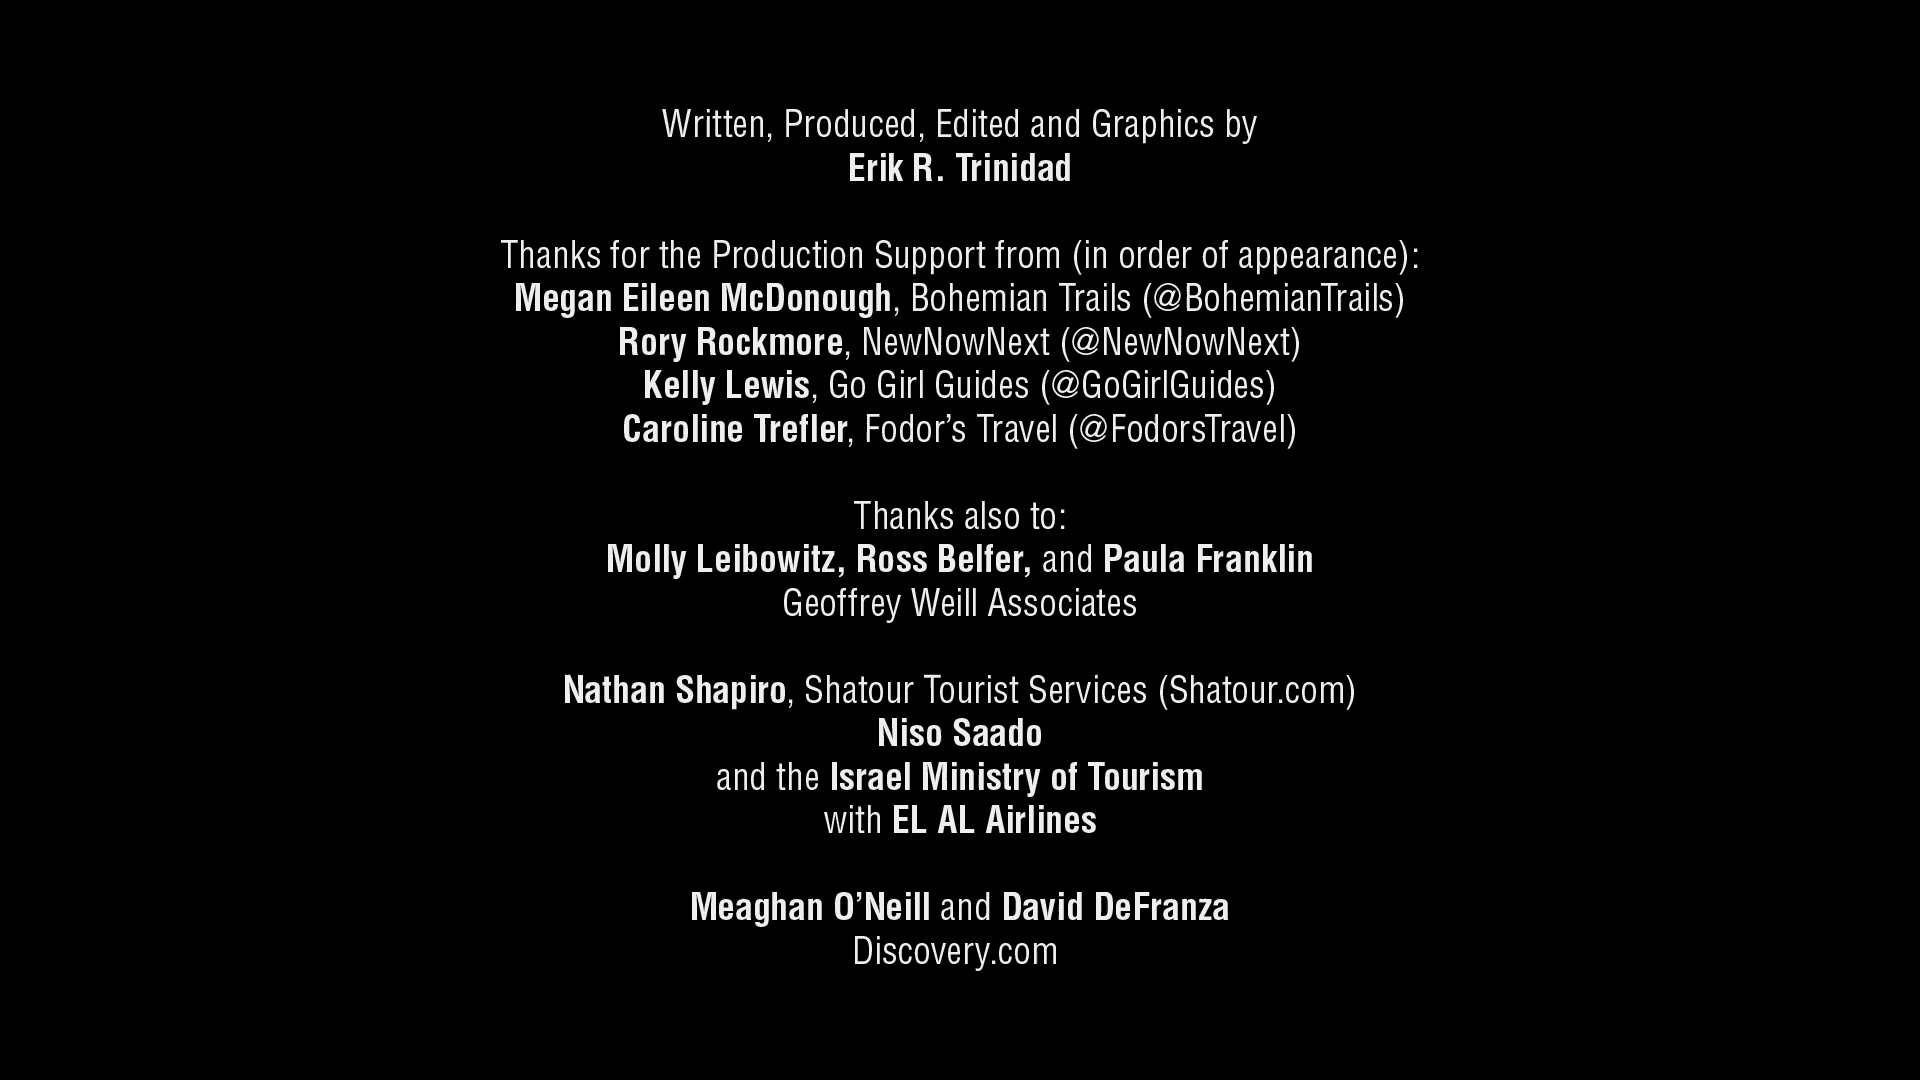 Written, Produced, Edited and Graphics by
Erik R. Trinidad
Thanks for the Production Support from (in order of appearance):
Megan Eileen McDonough, Bohemian Trails (@BohemianTrails)
Rory Rockmore, NewNowNext (@NewNowNext)
Kelly Lewis, Go Girl Guides (@GoGirlGuides)
Caroline Trefler, Fodor’s Travel (@FodorsTravel)
Thanks also to:
Molly Leibowitz, Ross Belfer, and Paula Franklin
Geoffrey Weill Associates
Nathan Shapiro, Shatour Tourist Services (Shatour.com)
Niso Saado
and the Israel Ministry of Tourism
with EL AL Airlines
Meaghan O’Neill and David DeFranza
Discovery.com